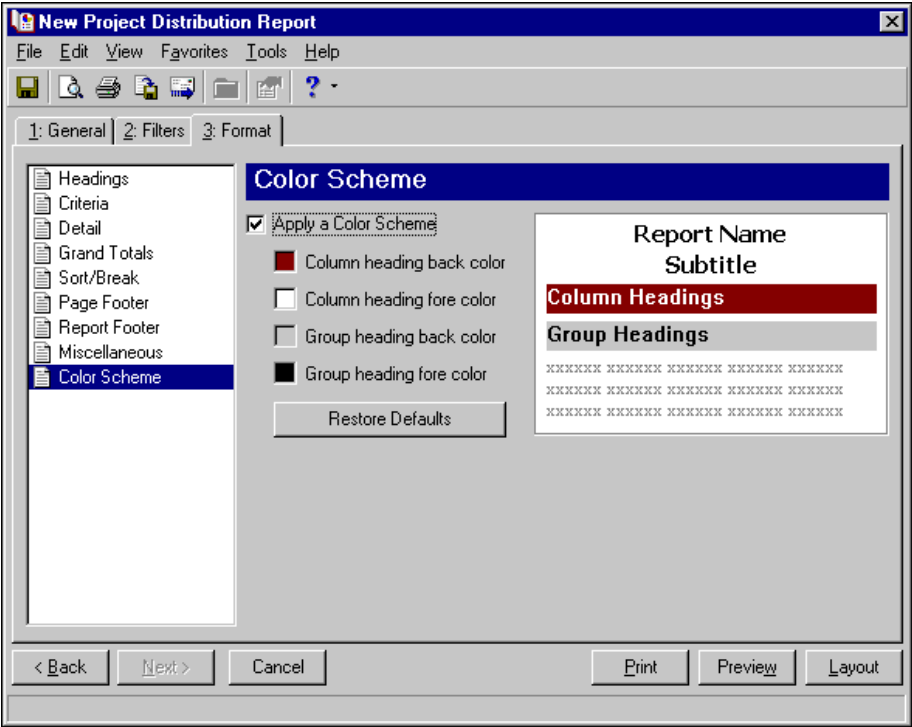 New Project Distribution Report
File Edit View Favorites Tools Help
?
1: General 2: Filters 3: Format
Headings
Criteria
Detail
Grand Totals
Sort/Break
Page Footer
Report Footer
Miscellaneous
Color Scheme
Color Scheme
Apply a Color Scheme
Column heading back color
Column heading fore color
Group heading back color
Group heading fore color
Restore Defaults
Report Name
Subtitle
Column Headings
Group Headings
xxxxxx xxxxxx xxxxxx xxxxxx xxxxxx
xxxxxx xxxxxx xxxxxx xxxxxx xxxxxx
xxxxxx xxxxxx xxxxxx xxxxxx xxxxxx
< Back Next > Cancel Print Preview Layout